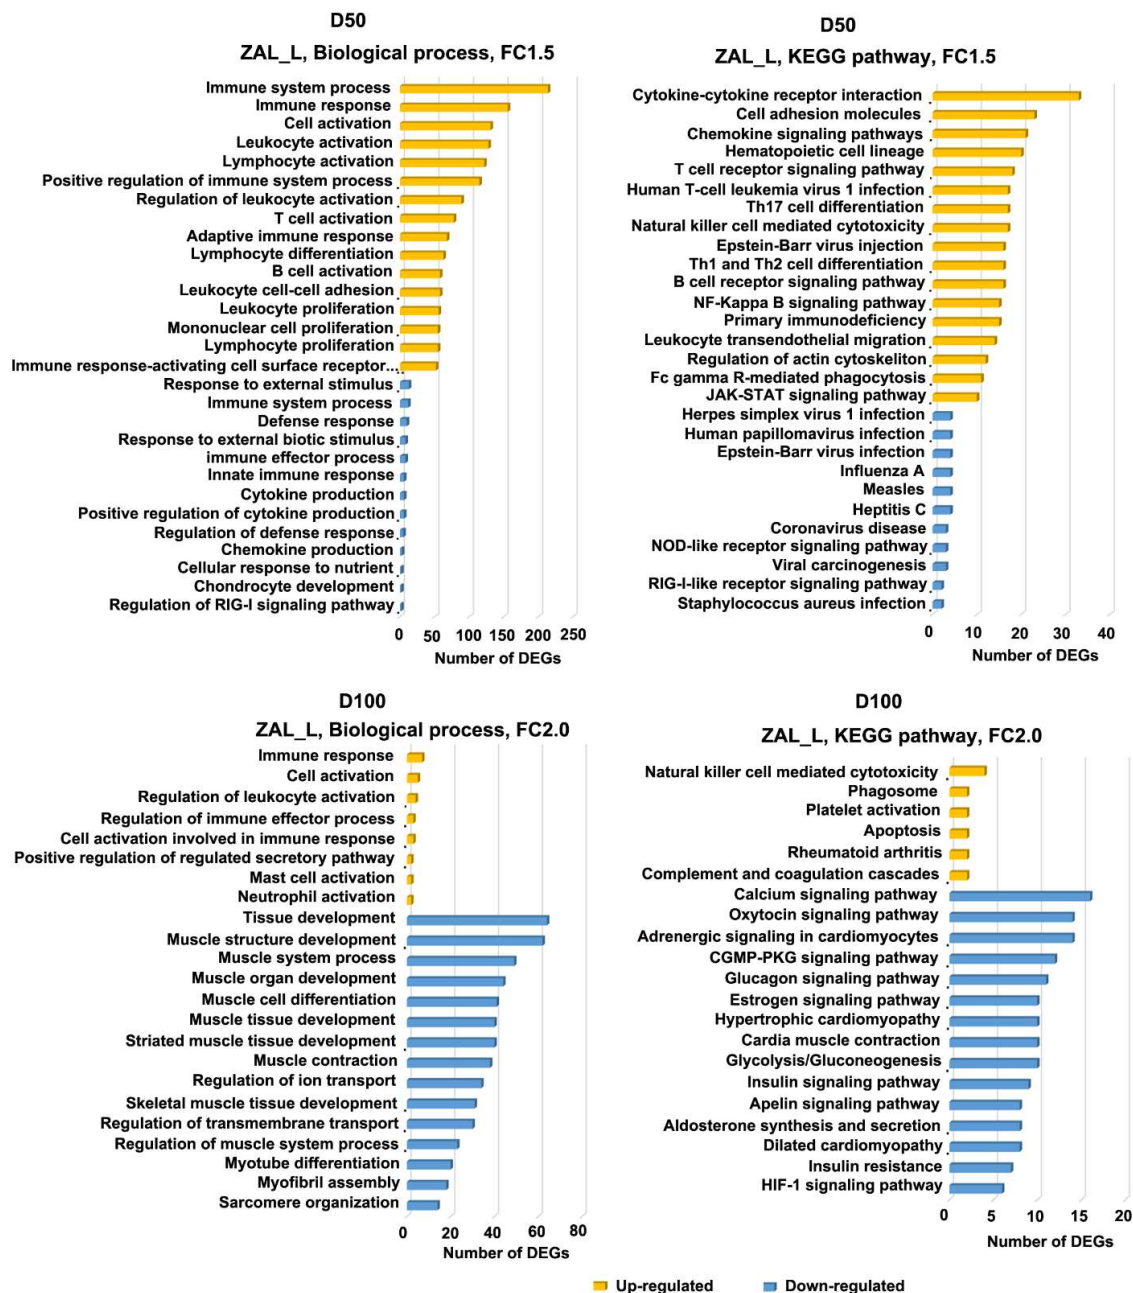 D50
ZAL_L, Biological process, FC1.5
Immune system process
Immune response
Cell activation
Leukocyte activation
Lymphocyte activation
Positive regulation of immune system process
Regulation of leukocyte activation
T cell activation
Adaptive immune response
Lymphocyte differentiation
B cell activation
Leukocyte cell-cell adhesion
Leukocyte proliferation
Mononuclear cell proliferation
Lymphocyte proliferation
Immune response-activating cell surface receptor...
Response to external stimulus
Immune system process
Defense response
Response to external biotic stimulus
immune effector process
Innate immune response
Cytokine production
Positive regulation of cytokine production
Regulation of defense response
Chemokine production
Cellular response to nutrient
Chondrocyte development
Regulation of RIG-I signaling pathway
0 50 100 150 200 250
Number of DEGs
D50
ZAL_L, KEGG pathway, FC1.5
Cytokine-cytokine receptor interaction
Cell adhesion molecules
Chemokine signaling pathways
Hematopoietic cell lineage
T cell receptor signaling pathway
Human T-cell leukemia virus 1 infection
Th17 cell differentiation
Natural killer cell mediated cytotoxicity
Epstein-Barr virus injection
Th1 and Th2 cell differentiation
B cell receptor signaling pathway
NF-Kappa B signaling pathway
Primary immunodeficiency
Leukocyte transendothelial migration
Regulation of actin cytoskeliton
Fc gamma R-mediated phagocytosis
JAK-STAT signaling pathway
Herpes simplex virus 1 infection
Human papillomavirus infection
Epstein-Barr virus infection
Influenza A
Measles
Heptitis C
Coronavirus disease
NOD-like receptor signaling pathway
Viral carcinogenesis
RIG-I-like receptor signaling pathway
Staphylococcus aureus infection
0 10 20 30 40
Number of DEGs
D100
ZAL_L, Biological process, FC2.0
Immune response
Cell activation
Regulation of leukocyte activation
Regulation of immune effector process
Cell activation involved in immune response
Positive regulation of regulated secretory pathway
Mast cell activation
Neutrophil activation
Tissue development
Muscle structure development
Muscle system process
Muscle organ development
Muscle cell differentiation
Muscle tissue development
Striated muscle tissue development
Muscle contraction
Regulation of ion transport
Skeletal muscle tissue development
Regulation of transmembrane transport
Regulation of muscle system process
Myotube differentiation
Myofibril assembly
Sarcomere organization
0 20 40 60 80
Number of DEGs
D100
ZAL_L, KEGG pathway, FC2.0
Natural killer cell mediated cytotoxicity
Phagosome
Platelet activation
Apoptosis
Rheumatoid arthritis
Complement and coagulation cascades
Calcium signaling pathway
Oxytocin signaling pathway
Adrenergic signaling in cardiomyocytes
CGMP-PKG signaling pathway
Glucagon signaling pathway
Estrogen signaling pathway
Hypertrophic cardiomyopathy
Cardia muscle contraction
Glycolysis/Gluconeogenesis
Insulin signaling pathway
Apelin signaling pathway
Aldosterone synthesis and secretion
Dilated cardiomyopathy
Insulin resistance
HIF-1 signaling pathway
0 5 10 15 20
Number of DEGs
Up-regulated Down-regulated